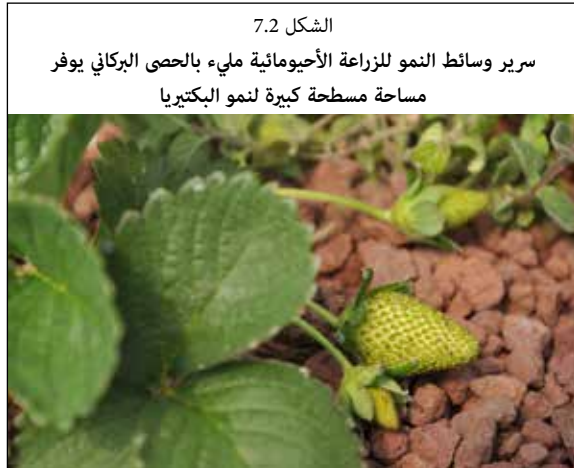 الشكل 7.2
سرير وسائط النمو للزراعة الأحيومائية مليء بالحصى البركاني يوفر
مساحة مسطحة كبيرة لنمو البكتيريا